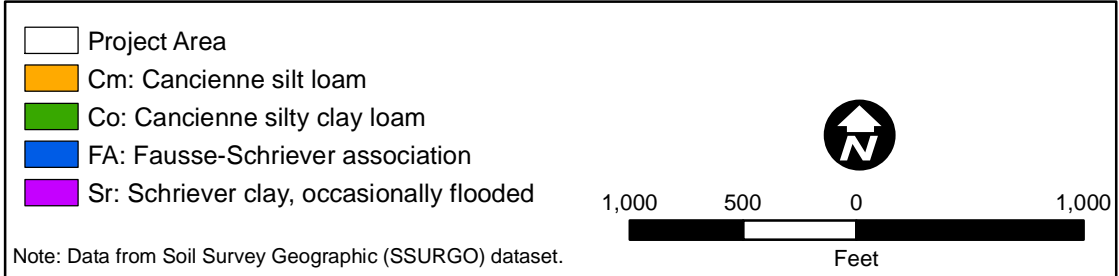 Project Area
Cm: Cancienne silt loam
Co: Cancienne silty clay loam
FA: Fausse-Schriever association
Sr: Schriever clay, occasionally flooded
Note: Data from Soil Survey Geographic (SSURGO) dataset.
N
1,000 500 0 1,000
Feet